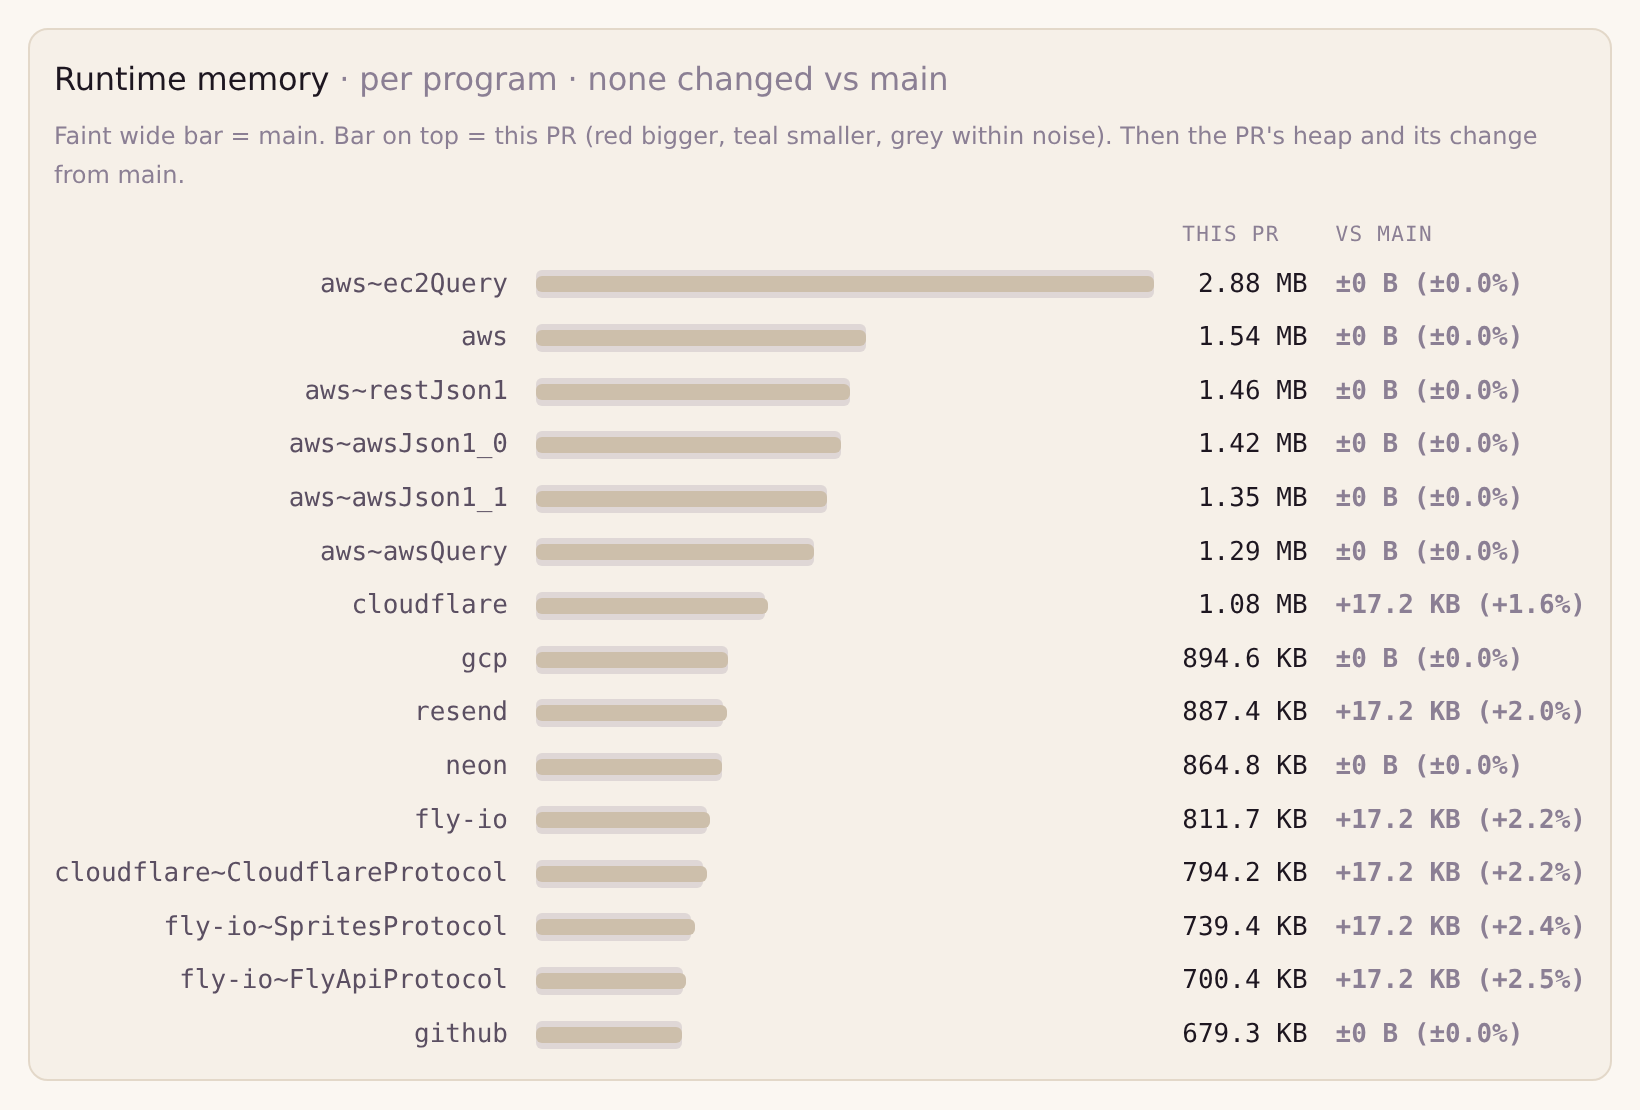 Runtime memory · per program · none changed vs main
Faint wide bar = main. Bar on top = this PR (red bigger, teal smaller, grey within noise). Then the PR's heap and its change
from main.
THIS PR VS MAIN
aws~ec2Query 2.88 MB ±0 B (±0.0%)
aws 1.54 MB ±0 B (±0.0%)
aws~restJson1 1.46 MB ±0 B (±0.0%)
aws~awsJson1_0 1.42 MB ±0 B (±0.0%)
aws~awsJson1_1 1.35 MB ±0 B (±0.0%)
aws~awsQuery 1.29 MB ±0 B (±0.0%)
cloudflare 1.08 MB +17.2 KB (+1.6%)
gcp 894.6 KB ±0 B (±0.0%)
resend 887.4 KB +17.2 KB (+2.0%)
neon 864.8 KB ±0 B (±0.0%)
fly-io 811.7 KB +17.2 KB (+2.2%)
cloudflare~CloudflareProtocol 794.2 KB +17.2 KB (+2.2%)
fly-io~SpritesProtocol 739.4 KB +17.2 KB (+2.4%)
fly-io~FlyApiProtocol 700.4 KB +17.2 KB (+2.5%)
github 679.3 KB ±0 B (±0.0%)